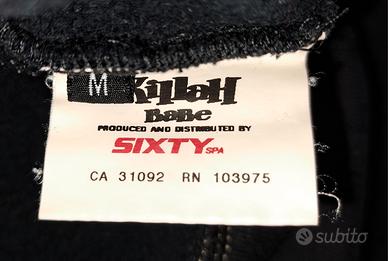 M
Killah
Babe
PRODUCED AND DISTRIBUTED BY
SIXTY SPA
CA 31092 RN 103975
subito